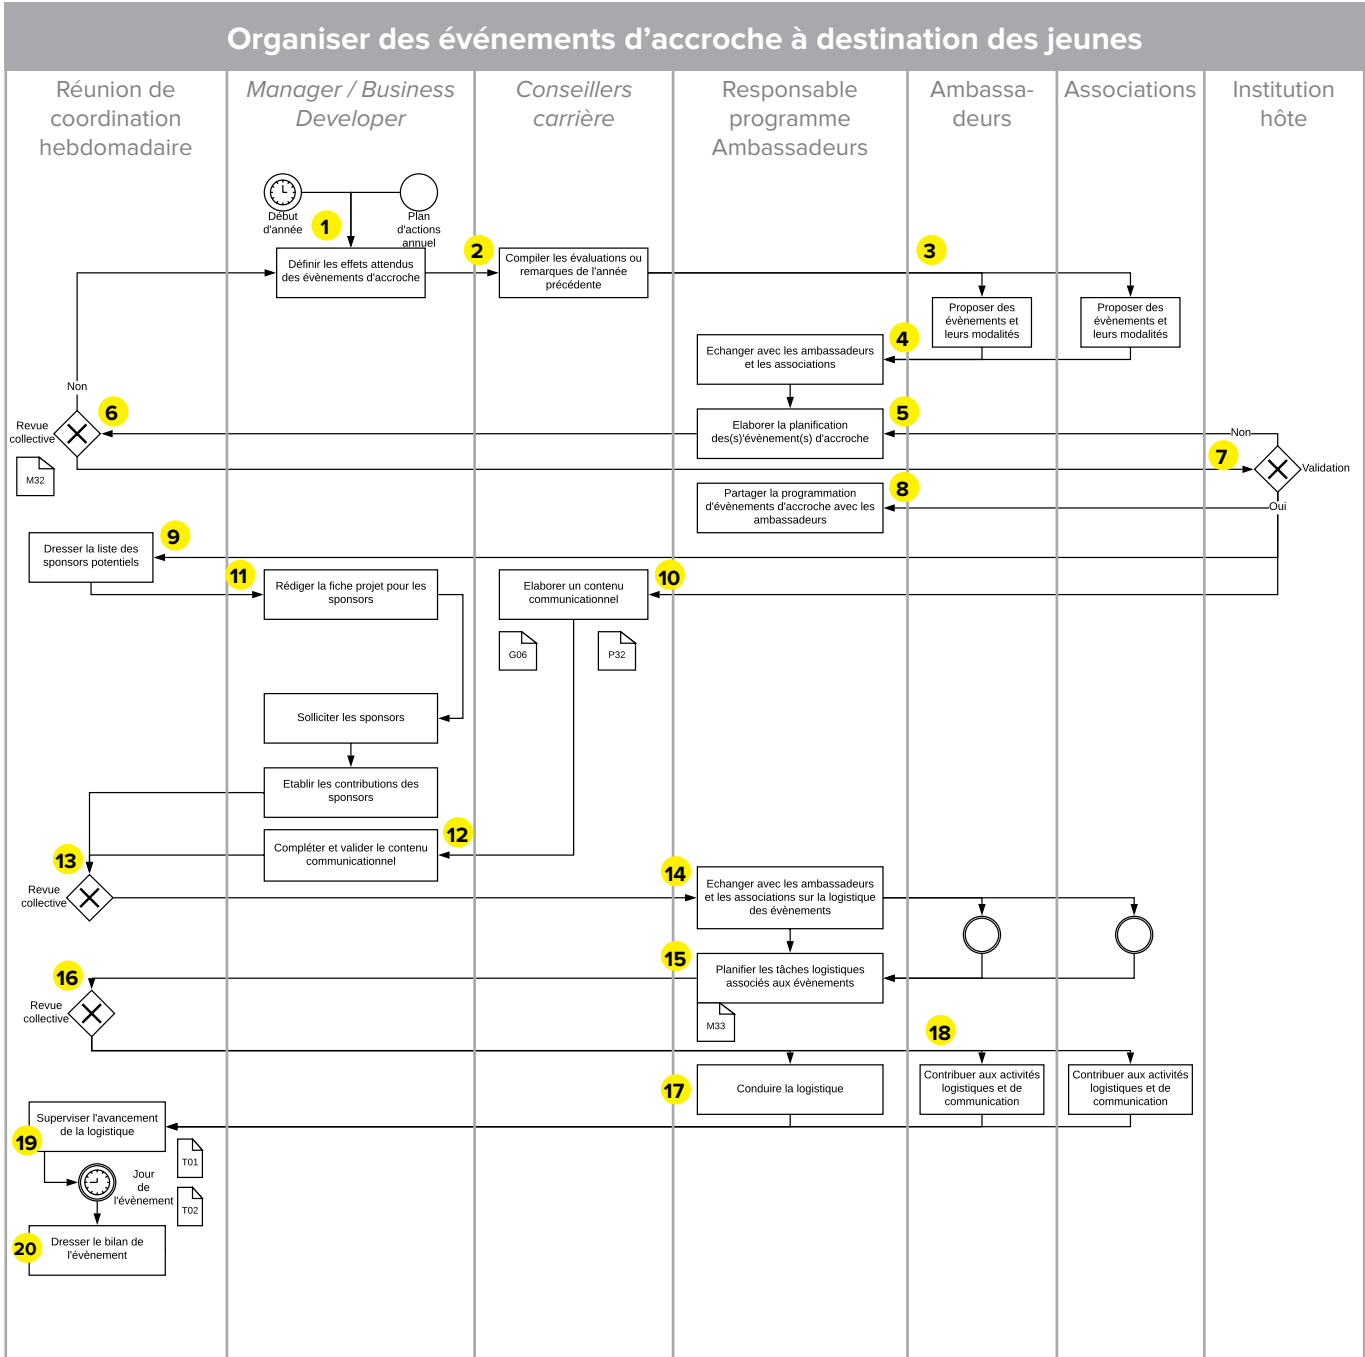 Organiser des événements d’accroche à destination des jeunes
Réunion de
coordination
hebdomadaire
Manager / Business
Developer
Conseillers
carrière
Responsable
programme
Ambassadeurs
Ambassa-
deurs
Associations
Institution
hôte
Début
d'année
1
Plan
d'actions
annuel
Définir les effets attendus
des évènements d'accroche
2
Compiler les évaluations ou
remarques de l'année
précédente
3
Proposer des
évènements et
leurs modalités
Proposer des
évènements et
leurs modalités
4
Echanger avec les ambassadeurs
et les associations
Non
6
Revue
collective
M32
5
Elaborer la planification
des(s)'évènement(s) d'accroche
Non
7
Validation
Oui
8
Partager la programmation
d'évènements d'accroche avec les
ambassadeurs
9
Dresser la liste des
sponsors potentiels
11
Rédiger la fiche projet pour les
sponsors
10
Elaborer un contenu
communicationnel
G06
P32
Solliciter les sponsors
Etablir les contributions des
sponsors
12
Compléter et valider le contenu
communicationnel
13
Revue
collective
14
Echanger avec les ambassadeurs
et les associations sur la logistique
des évènements
15
Planifier les tâches logistiques
associés aux évènements
M33
16
Revue
collective
17
Conduire la logistique
18
Contribuer aux activités
logistiques et de
communication
Contribuer aux activités
logistiques et de
communication
Superviser l'avancement
de la logistique
19
T01
Jour
de
l'évènement
T02
20
Dresser le bilan de
l'évènement